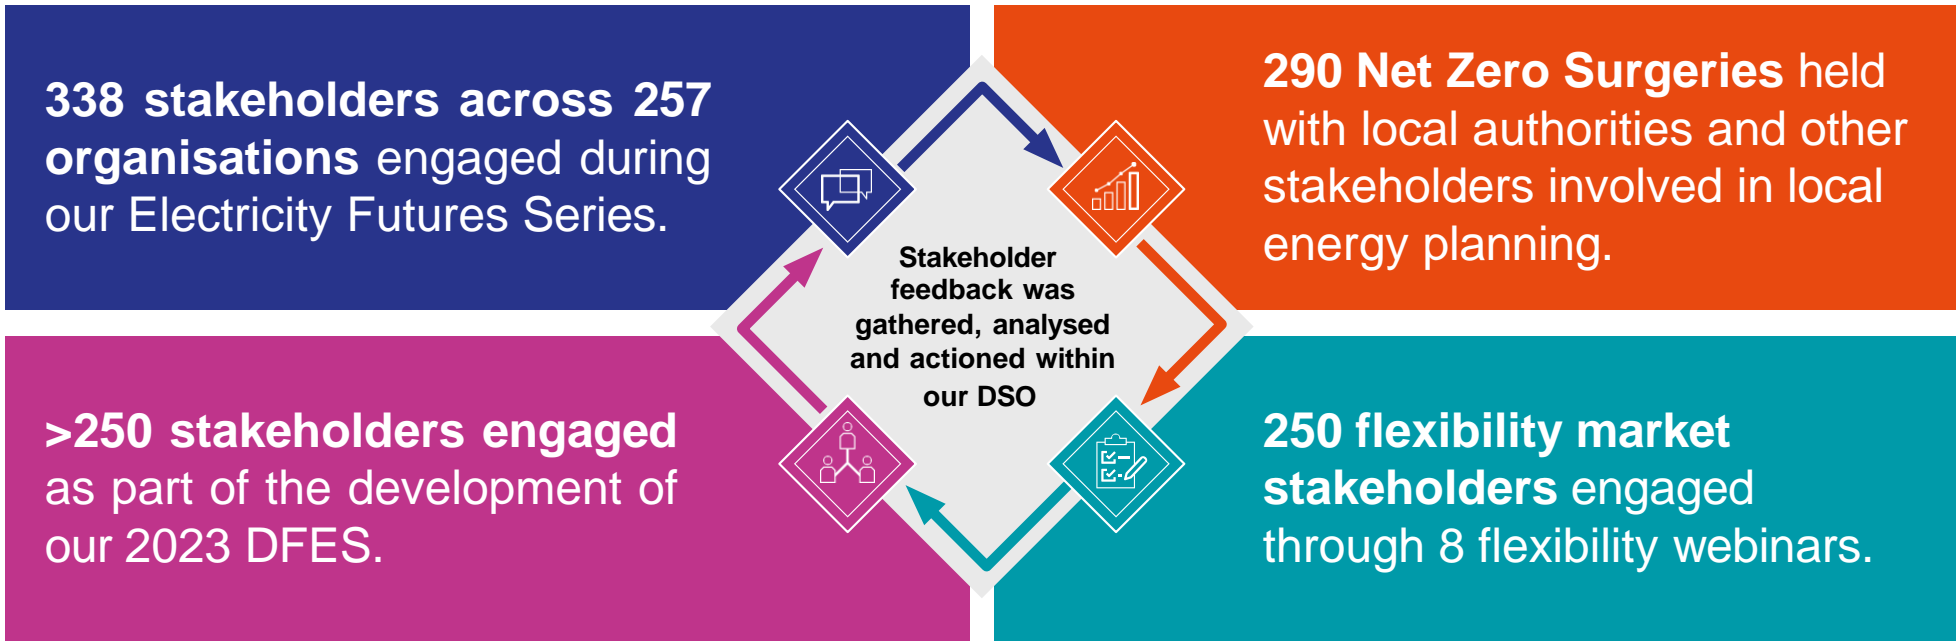 338 stakeholders across 257
organisations engaged during
our Electricity Futures Series.
290 Net Zero Surgeries held
with local authorities and other
stakeholders involved in local
energy planning.
Stakeholder
feedback was
gathered, analysed
and actioned within
our DSO
>250 stakeholders engaged
as part of the development of
our 2023 DFES.
250 flexibility market
stakeholders engaged
through 8 flexibility webinars.